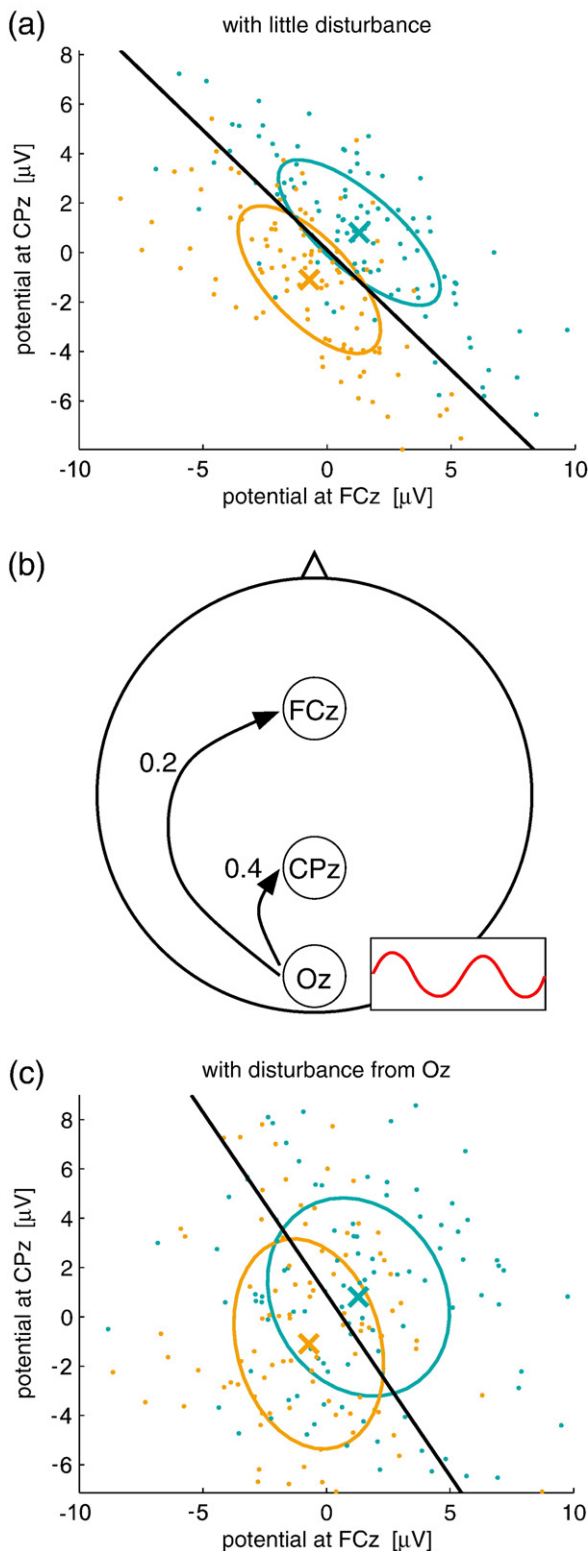 (a)
with little disturbance
8
6
4
2
0
-2
-4
-6
potential at CPz [μV]
-10 -5 0 5 10
potential at FCz [μV]
(b)
FCz
0.2
CPz
0.4
Oz
(c)
with disturbance from Oz
8
6
4
2
0
-2
-4
-6
potential at CPz [μV]
-10 -5 0 5 10
potential at FCz [μV]